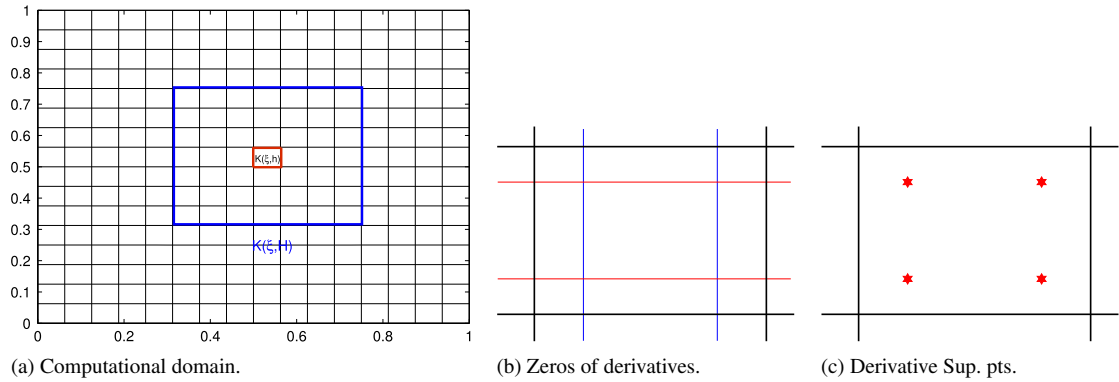 1
0.9
0.8
0.7
0.6
0.5
0.4
0.3
0.2
0.1
0
K(ξ,h)
K(ξ,H)
0 0.2 0.4 0.6 0.8 1
(a) Computational domain.
(b) Zeros of derivatives.
(c) Derivative Sup. pts.